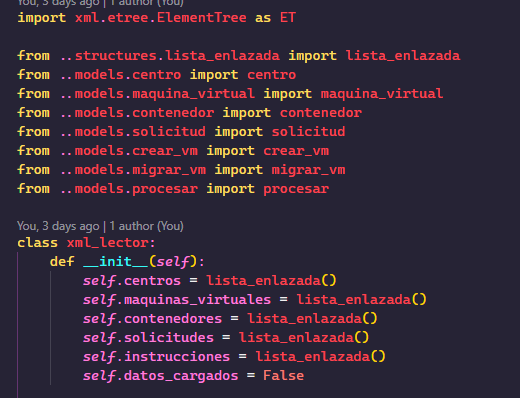 You, 3 days ago | 1 author (You)
import xml.etree.ElementTree as ET
from ..structures.lista_enlazada import lista_enlazada
from ..models.centro import centro
from ..models.maquina_virtual import maquina_virtual
from ..models.contenedor import contenedor
from ..models.solicitud import solicitud
from ..models.crear_vm import crear_vm
from ..models.migrar_vm import migrar_vm
from ..models.procesar import procesar
You, 3 days ago | 1 author (You)
class xml_lector:
    def __init__(self):
        self.centros = lista_enlazada()
        self.maquinas_virtuales = lista_enlazada()
        self.contenedores = lista_enlazada()
        self.solicitudes = lista_enlazada()
        self.instrucciones = lista_enlazada()
        self.datos_cargados = False